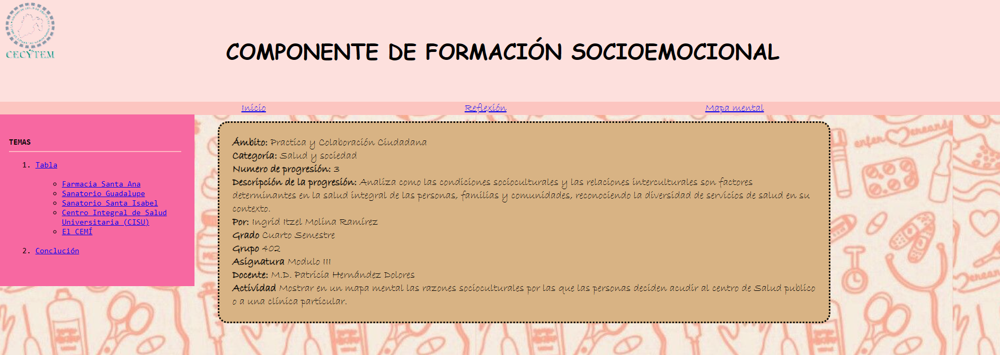 CECYTEM
COMPONENTE DE FORMACIÓN SOCIOEMOCIONAL
Inicio
Reflexión
Mapa mental
TEMAS
1. Tabla
Farmacia Santa Ana
Sanatorio Guadalupe
Sanatorio Santa Isabel
Centro Integral de Salud
Universitaria (CISU)
El CEMÍ
2. Conclución
Ámbito: Practica y Colaboración Ciudadana
Categoría: Salud y sociedad
Numero de progresión: 3
Descripción de la progresión: Analiza como las condiciones socioculturales y las relaciones interculturales son factores
determinantes en la salud integral de las personas, familias y comunidades, reconociendo la diversidad de servicios de salud en su
contexto.
Por: Ingrid Itzel Molina Ramírez
Grado Cuarto Semestre
Grupo 402
Asignatura Modulo III
Docente: M.D. Patricia Hernández Dolores
Actividad Mostrar en un mapa mental las razones socioculturales por las que las personas deciden acudir al centro de Salud publico
o a una clínica particular.